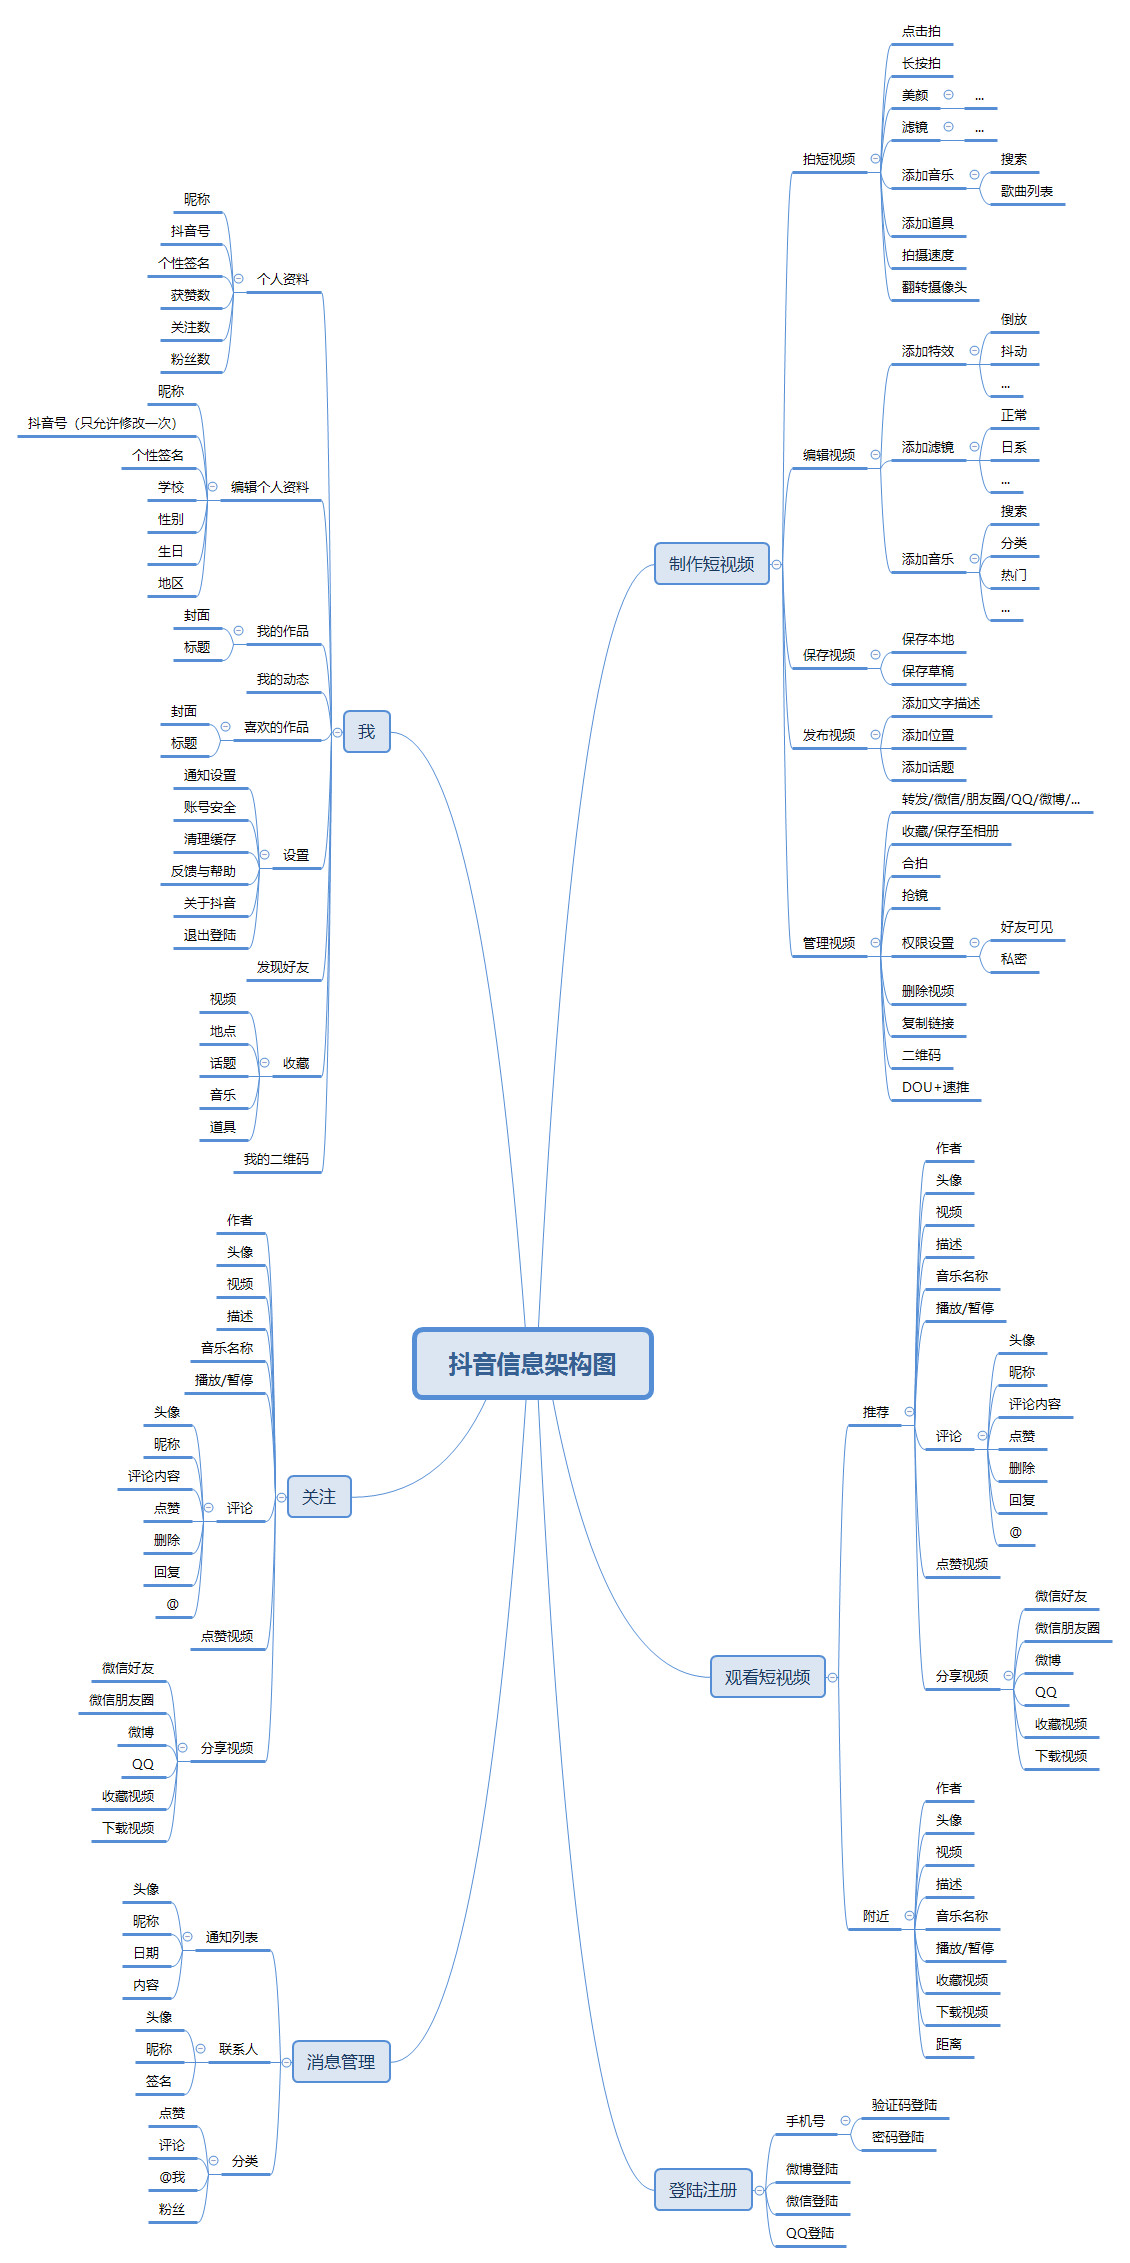 抖音信息架构图
制作短视频
拍短视频
点击拍
长按拍
美颜
...
滤镜
...
添加音乐
搜索
歌曲列表
添加道具
拍摄速度
翻转摄像头
编辑视频
添加特效
倒放
抖动
...
添加滤镜
正常
日系
...
添加音乐
搜索
分类
热门
...
保存视频
保存本地
保存草稿
发布视频
添加文字描述
添加位置
添加话题
管理视频
转发/微信/朋友圈/QQ/微博/...
收藏/保存至相册
合拍
抢镜
权限设置
好友可见
私密
删除视频
复制链接
二维码
DOU+速推
观看短视频
推荐
作者
头像
视频
描述
音乐名称
播放/暂停
评论
头像
昵称
评论内容
点赞
删除
回复
@
点赞视频
分享视频
微信好友
微信朋友圈
微博
QQ
收藏视频
下载视频
附近
作者
头像
视频
描述
音乐名称
播放/暂停
收藏视频
下载视频
距离
登陆注册
手机号
验证码登陆
密码登陆
微博登陆
微信登陆
QQ登陆
我
个人资料
昵称
抖音号
个性签名
获赞数
关注数
粉丝数
编辑个人资料
昵称
抖音号（只允许修改一次）
个性签名
学校
性别
生日
地区
我的作品
封面
标题
我的动态
喜欢的作品
封面
标题
设置
通知设置
账号安全
清理缓存
反馈与帮助
关于抖音
退出登陆
发现好友
收藏
视频
地点
话题
音乐
道具
我的二维码
关注
作者
头像
视频
描述
音乐名称
播放/暂停
评论
头像
昵称
评论内容
点赞
删除
回复
@
点赞视频
分享视频
微信好友
微信朋友圈
微博
QQ
收藏视频
下载视频
消息管理
通知列表
头像
昵称
日期
内容
联系人
头像
昵称
签名
分类
点赞
评论
@我
粉丝